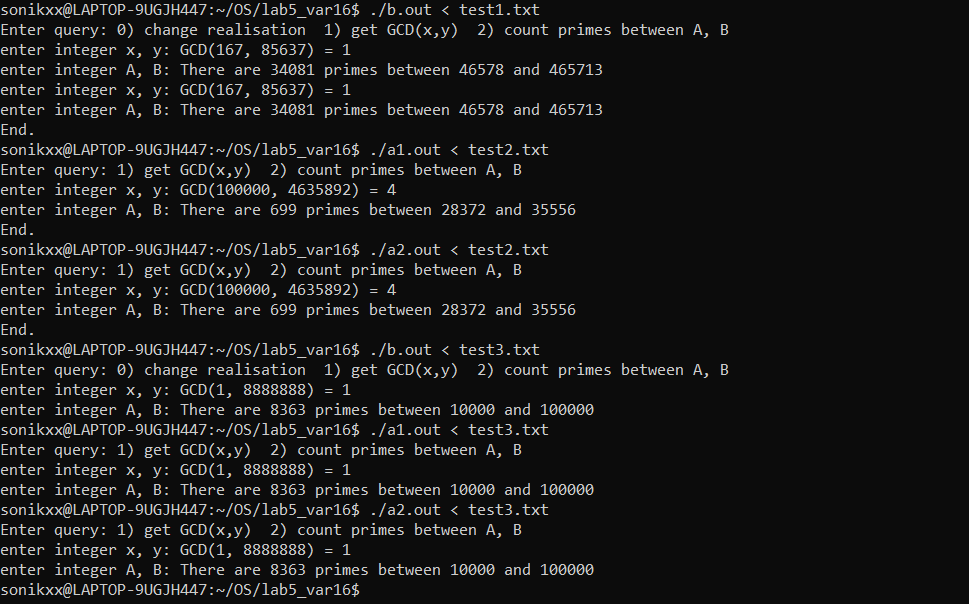 sonikxx@LAPTOP-9UGJH447:~/OS/lab5_var16$ ./b.out < test1.txt
Enter query: 0) change realisation  1) get GCD(x,y)  2) count primes between A, B
enter integer x, y: GCD(167, 85637) = 1
enter integer A, B: There are 34081 primes between 46578 and 465713
enter integer x, y: GCD(167, 85637) = 1
enter integer A, B: There are 34081 primes between 46578 and 465713
End.
sonikxx@LAPTOP-9UGJH447:~/OS/lab5_var16$ ./a1.out < test2.txt
Enter query: 1) get GCD(x,y)  2) count primes between A, B
enter integer x, y: GCD(100000, 4635892) = 4
enter integer A, B: There are 699 primes between 28372 and 35556
End.
sonikxx@LAPTOP-9UGJH447:~/OS/lab5_var16$ ./a2.out < test2.txt
Enter query: 1) get GCD(x,y)  2) count primes between A, B
enter integer x, y: GCD(100000, 4635892) = 4
enter integer A, B: There are 699 primes between 28372 and 35556
End.
sonikxx@LAPTOP-9UGJH447:~/OS/lab5_var16$ ./b.out < test3.txt
Enter query: 0) change realisation  1) get GCD(x,y)  2) count primes between A, B
enter integer x, y: GCD(1, 8888888) = 1
enter integer A, B: There are 8363 primes between 10000 and 100000
sonikxx@LAPTOP-9UGJH447:~/OS/lab5_var16$ ./a1.out < test3.txt
Enter query: 1) get GCD(x,y)  2) count primes between A, B
enter integer x, y: GCD(1, 8888888) = 1
enter integer A, B: There are 8363 primes between 10000 and 100000
sonikxx@LAPTOP-9UGJH447:~/OS/lab5_var16$ ./a2.out < test3.txt
Enter query: 1) get GCD(x,y)  2) count primes between A, B
enter integer x, y: GCD(1, 8888888) = 1
enter integer A, B: There are 8363 primes between 10000 and 100000
sonikxx@LAPTOP-9UGJH447:~/OS/lab5_var16$